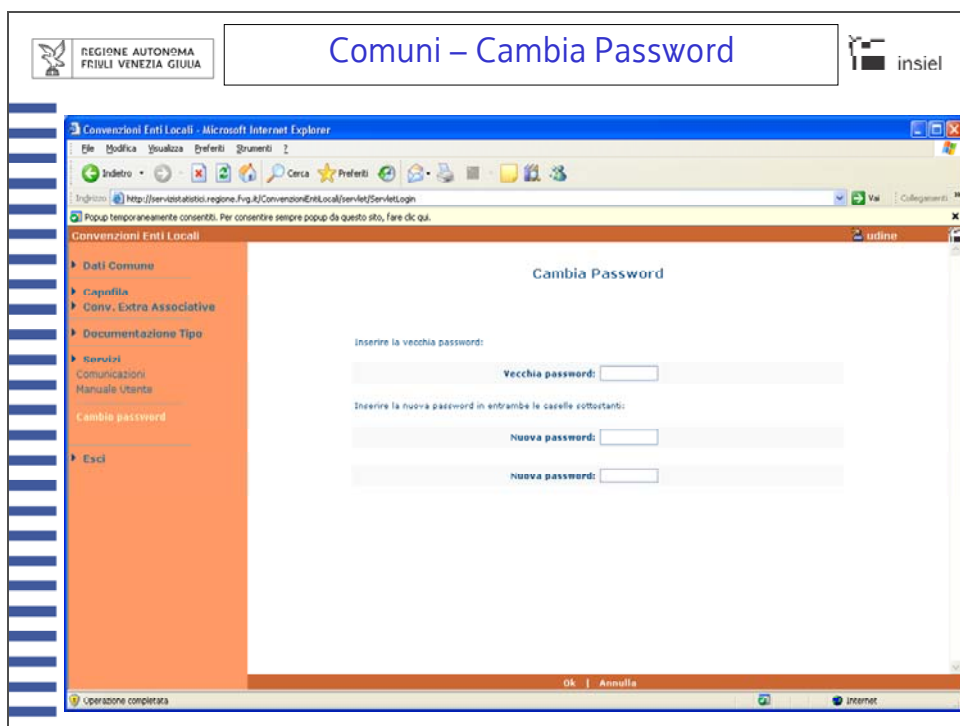 REGIONE AUTONOMA
FRIULI VENEZIA GIULIA
Comuni – Cambia Password
insiel
Convenzioni Enti Locali - Microsoft Internet Explorer
File Modifica Visualizza Preferiti Strumenti ?
Indietro Cerca Preferiti
Indirizzo http://servizistatistici.regione.fvg.it/ConvenzioniEntiLocali/servlet/ServletLogin Vai Collegamenti »
Popup temporaneamente consentiti. Per consentire sempre popup da questo sito, fare clic qui. x
Convenzioni Enti Locali udine
Dati Comune
Cambia Password
Capofila
Conv. Extra Associative
Documentazione Tipo
Inserire la vecchia password:
Servizi
Comunicazioni
Vecchia password:
Manuale Utente
Inserire la nuova password in entrambe le caselle sottostanti:
Cambio password
Nuova password:
Esci
Nuova password:
Ok | Annulla
Operazione completata Internet